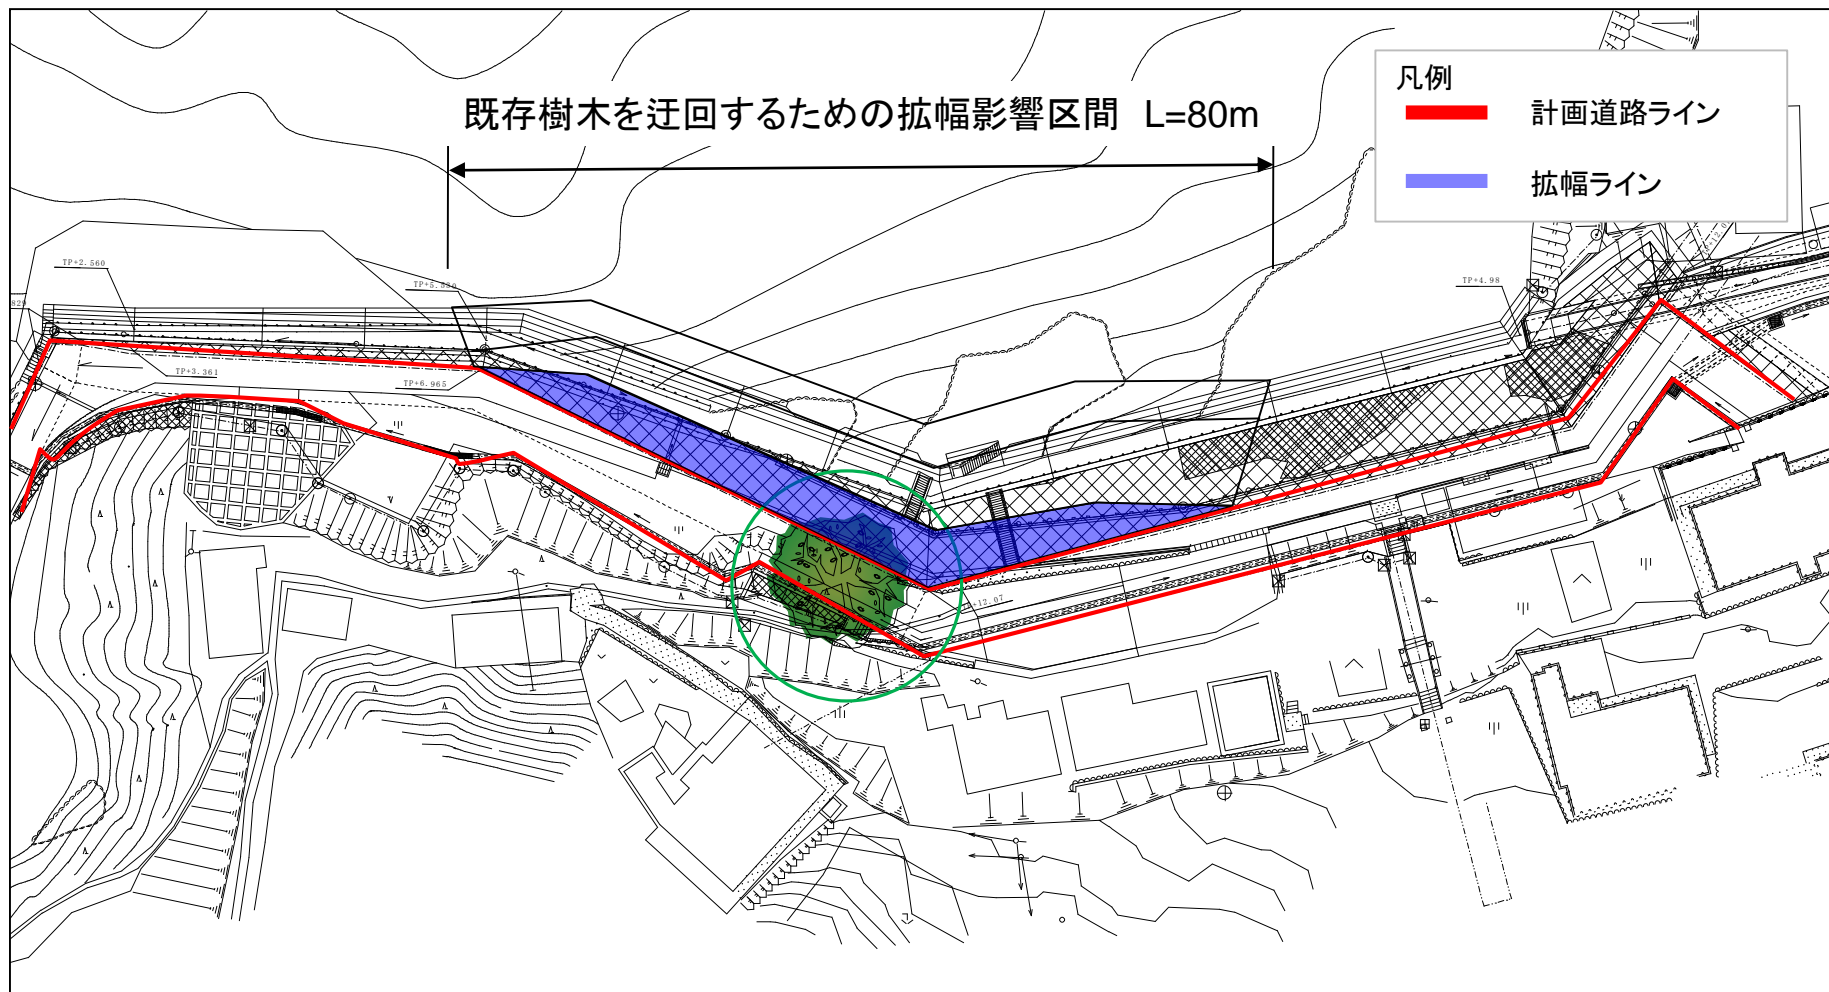 既存樹木を迂回するための拡幅影響区間 L=80m
凡例
計画道路ライン
拡幅ライン
TP+2.560
TP+3.361
TP+6.965
TP+4.98